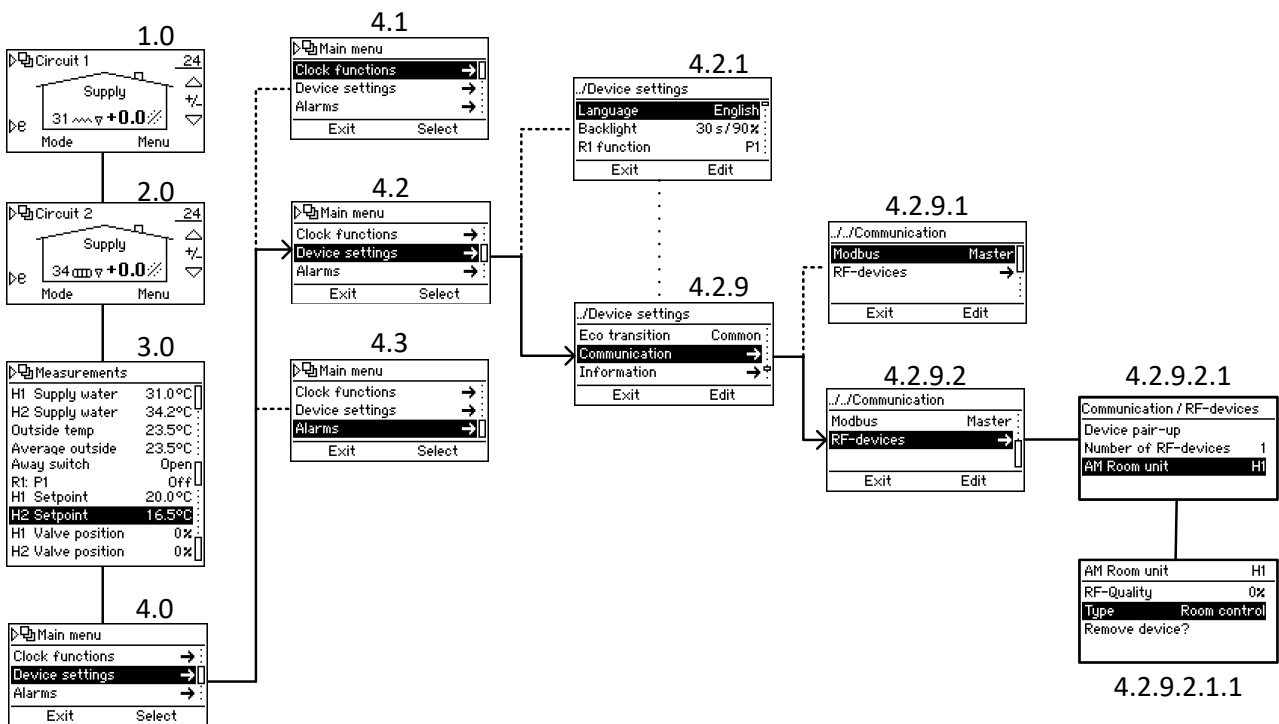 1.0
Circuit 1 24
Supply
31 +0.0
+/-
e
Mode Menu
2.0
Circuit 2 24
Supply
34 +0.0
+/-
e
Mode Menu
3.0
Measurements
H1 Supply water 31.0°C
H2 Supply water 34.2°C
Outside temp 23.5°C
Average outside 23.5°C
Away switch Open
R1: P1 Off
H1 Setpoint 20.0°C
H2 Setpoint 16.5°C
H1 Valve position 0%
H2 Valve position 0%
4.0
Main menu
Clock functions →
Device settings →
Alarms →
Exit Select
4.1
Main menu
Clock functions →
Device settings →
Alarms →
Exit Select
4.2
Main menu
Clock functions →
Device settings →
Alarms →
Exit Select
4.3
Main menu
Clock functions →
Device settings →
Alarms →
Exit Select
4.2.1
../Device settings
Language English
Backlight 30 s/90%
R1 function P1
Exit Edit
4.2.9
../Device settings
Eco transition Common
Communication →
Information →
Exit Edit
4.2.9.1
../../Communication
Modbus Master
RF-devices →
Exit Edit
4.2.9.2
../../Communication
Modbus Master
RF-devices →
Exit Edit
4.2.9.2.1
Communication / RF-devices
Device pair-up
Number of RF-devices 1
AM Room unit H1
AM Room unit H1
RF-Quality 0%
Type Room control
Remove device?
4.2.9.2.1.1